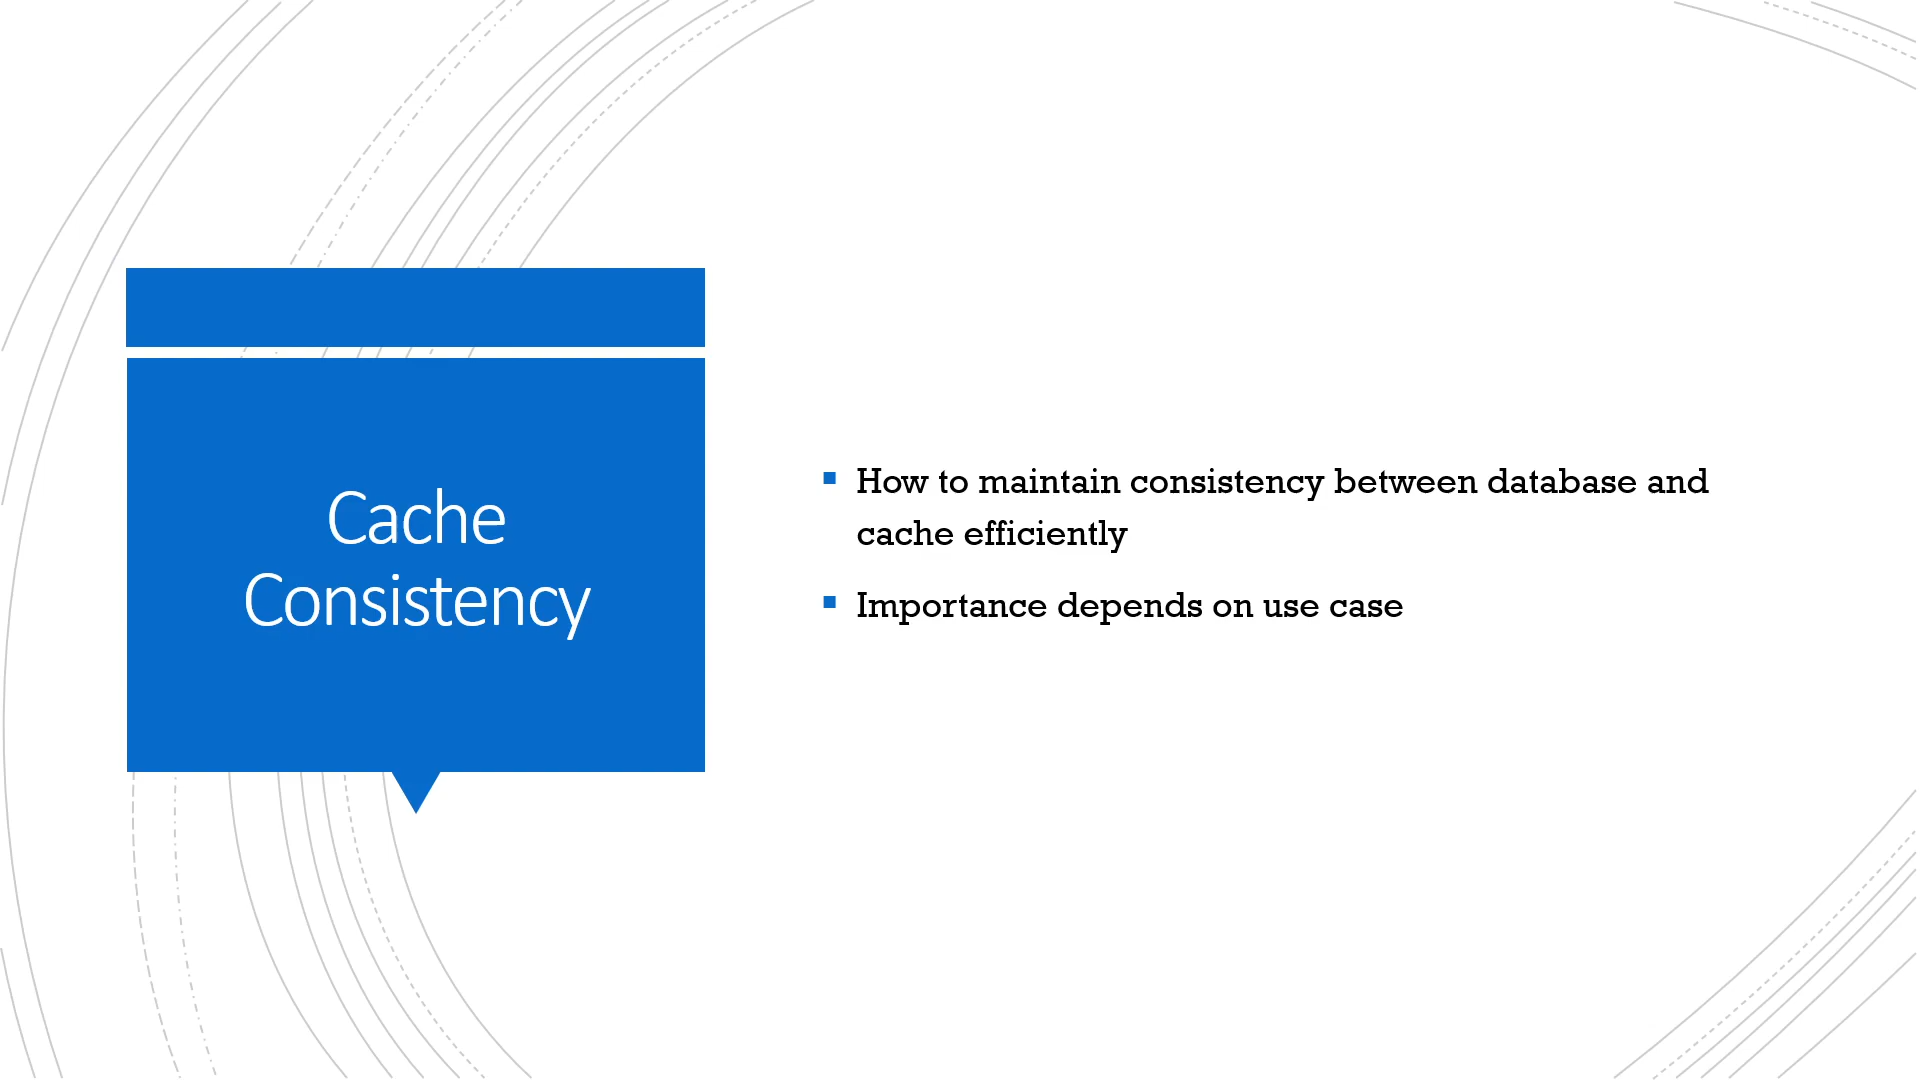 Cache
Consistency
▪ How to maintain consistency between database and
cache efficiently
▪ Importance depends on use case